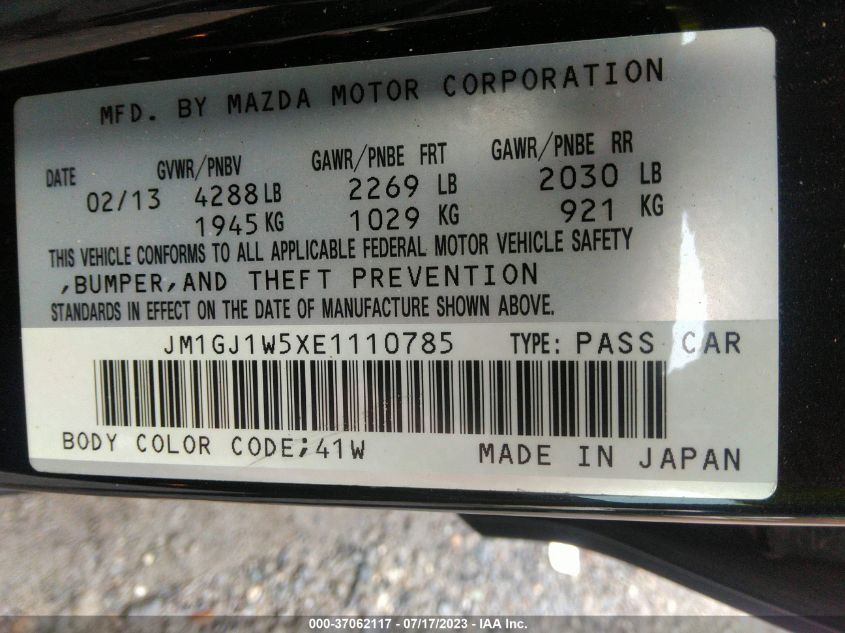 MFD. BY MAZDA MOTOR CORPORATION
DATE GVWR/PNBV GAWR/PNBE FRT GAWR/PNBE RR
02/13 4288 LB 2269 LB 2030 LB
1945 KG 1029 KG 921 KG
THIS VEHICLE CONFORMS TO ALL APPLICABLE FEDERAL MOTOR VEHICLE SAFETY
,BUMPER,AND THEFT PREVENTION
STANDARDS IN EFFECT ON THE DATE OF MANUFACTURE SHOWN ABOVE.
JM1GJ1W5XE1110785 TYPE: PASS CAR
BODY COLOR CODE;41W MADE IN JAPAN
000-37062117 - 07/17/2023 - IAA Inc.